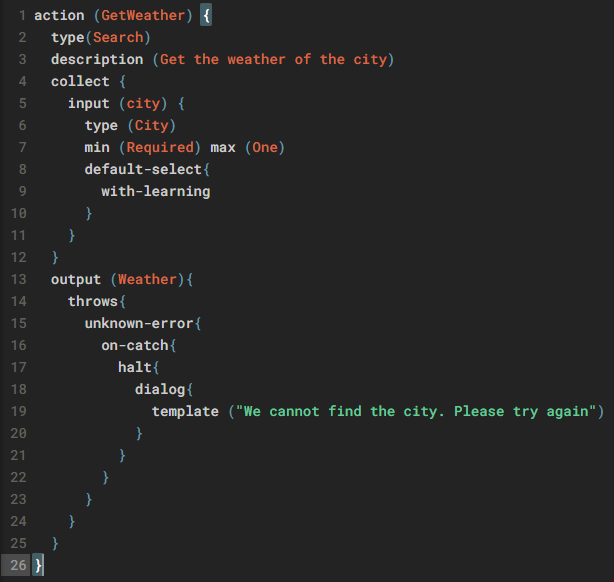 1 action (GetWeather) {
2   type(Search)
3   description (Get the weather of the city)
4   collect {
5     input (city) {
6       type (City)
7       min (Required) max (One)
8       default-select{
9         with-learning
10       }
11     }
12   }
13   output (Weather){
14     throws{
15       unknown-error{
16         on-catch{
17           halt{
18             dialog{
19               template ("We cannot find the city. Please try again")
20             }
21           }
22         }
23       }
24     }
25   }
26 }